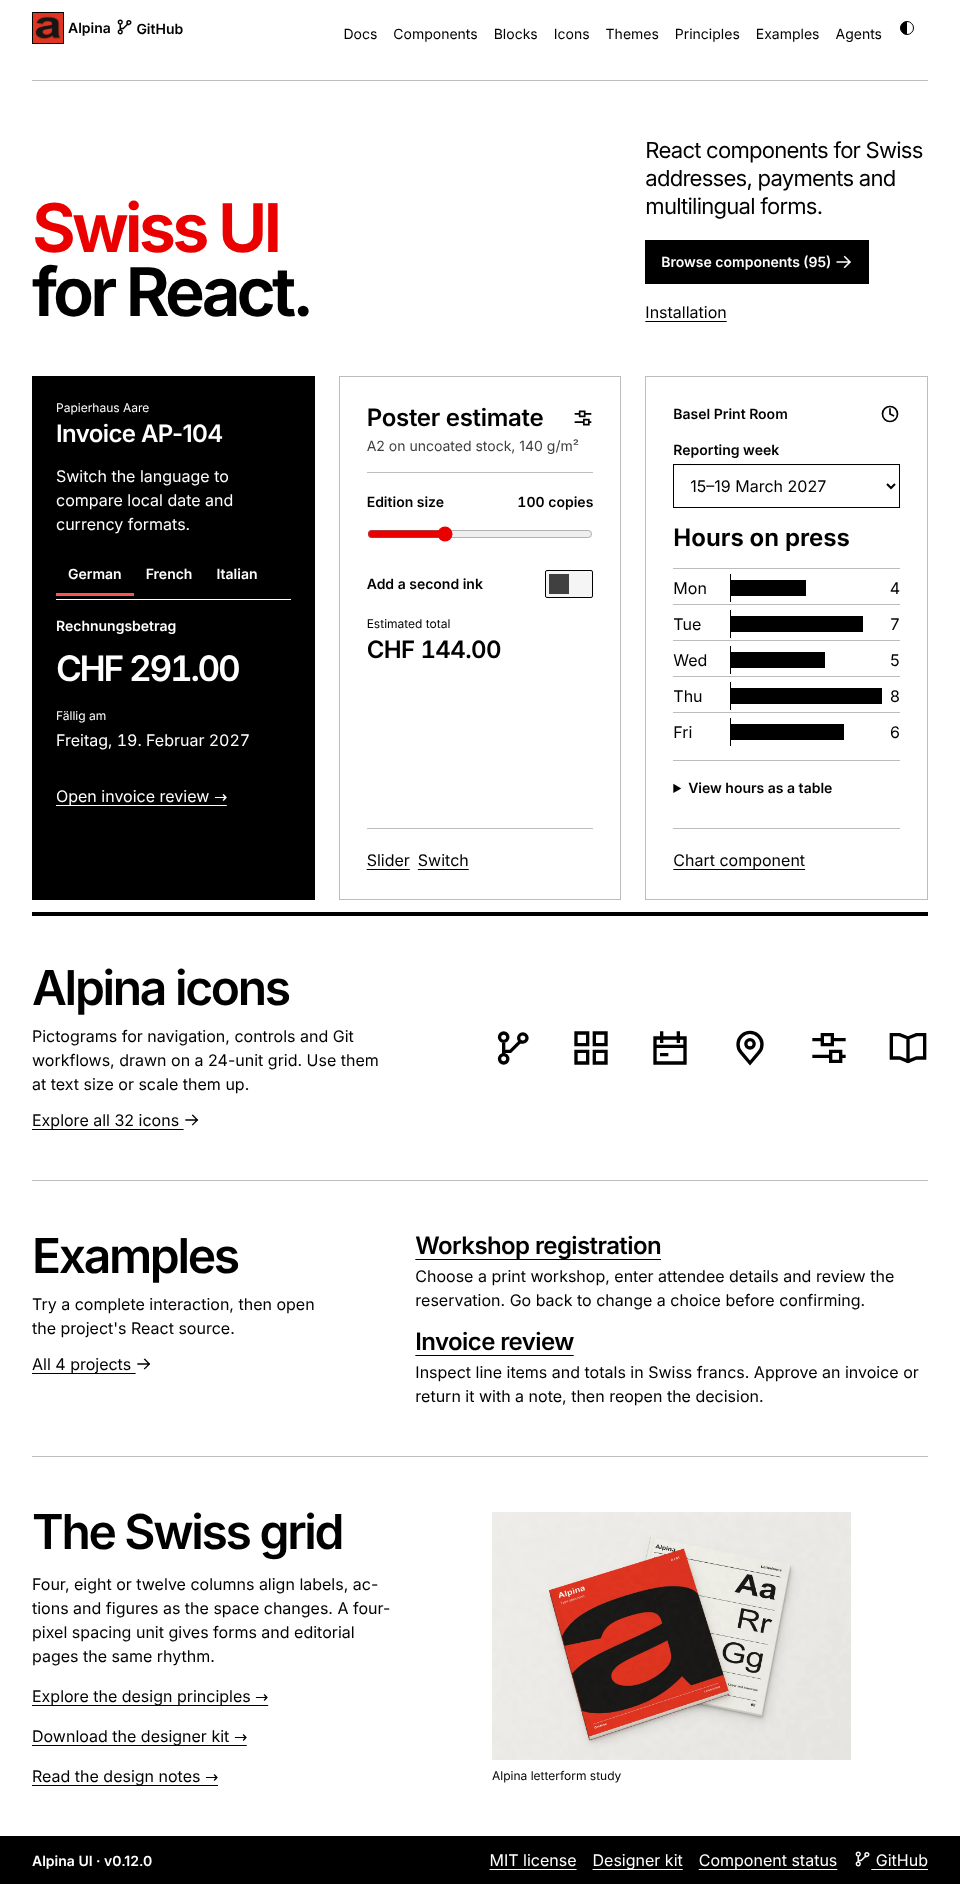 a Alpina GitHub
Docs Components Blocks Icons Themes Principles Examples Agents
Swiss UI
for React.
React components for Swiss
addresses, payments and
multilingual forms.
Browse components (95) →
Installation
Papierhaus Aare
Invoice AP-104
Switch the language to
compare local date and
currency formats.
German French Italian
Rechnungsbetrag
CHF 291.00
Fällig am
Freitag, 19. Februar 2027
Open invoice review →
Poster estimate
A2 on uncoated stock, 140 g/m²
Edition size 100 copies
Add a second ink
Estimated total
CHF 144.00
Slider Switch
Basel Print Room
Reporting week
15–19 March 2027
Hours on press
Mon 4
Tue 7
Wed 5
Thu 8
Fri 6
View hours as a table
Chart component
Alpina icons
Pictograms for navigation, controls and Git
workflows, drawn on a 24-unit grid. Use them
at text size or scale them up.
Explore all 32 icons →
Examples
Try a complete interaction, then open
the project's React source.
All 4 projects →
Workshop registration
Choose a print workshop, enter attendee details and review the
reservation. Go back to change a choice before confirming.
Invoice review
Inspect line items and totals in Swiss francs. Approve an invoice or
return it with a note, then reopen the decision.
The Swiss grid
Four, eight or twelve columns align labels, ac-
tions and figures as the space changes. A four-
pixel spacing unit gives forms and editorial
pages the same rhythm.
Explore the design principles →
Download the designer kit →
Read the design notes →
Alpina
a
Alpina
Aa
Rr
Gg
Alpina letterform study
Alpina UI · v0.12.0
MIT license Designer kit Component status GitHub